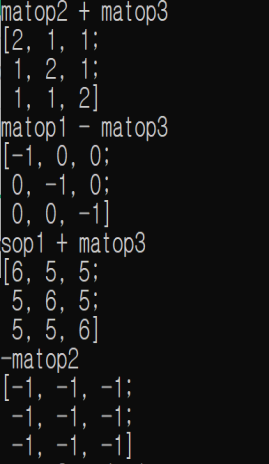 matop2 + matop3
[2, 1, 1;
 1, 2, 1;
 1, 1, 2]
matop1 - matop3
[-1, 0, 0;
 0, -1, 0;
 0, 0, -1]
sop1 + matop3
[6, 5, 5;
 5, 6, 5;
 5, 5, 6]
-matop2
[-1, -1, -1;
 -1, -1, -1;
 -1, -1, -1]